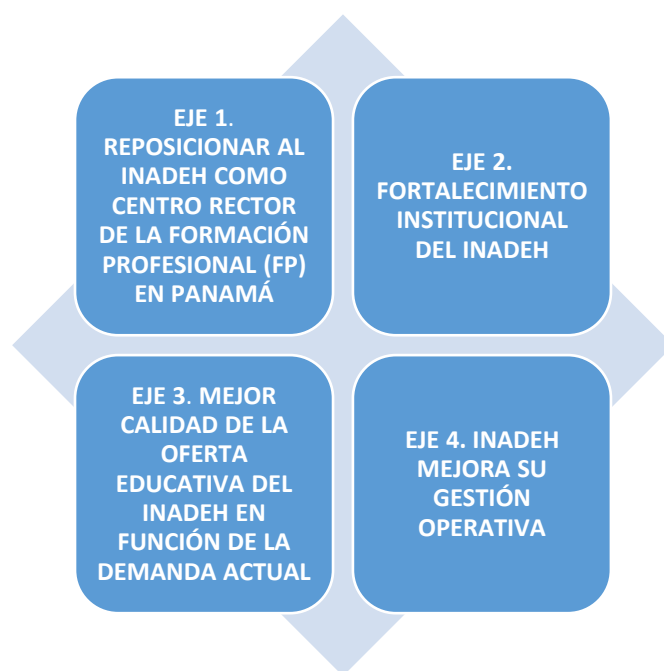 EJE 1.
REPOSICIONAR AL
INADEH COMO
CENTRO RECTOR
DE LA FORMACIÓN
PROFESIONAL (FP)
EN PANAMÁ
EJE 2.
FORTALECIMIENTO
INSTITUCIONAL
DEL INADEH
EJE 3. MEJOR
CALIDAD DE LA
OFERTA
EDUCATIVA DEL
INADEH EN
FUNCIÓN DE LA
DEMANDA ACTUAL
EJE 4. INADEH
MEJORA SU
GESTIÓN
OPERATIVA